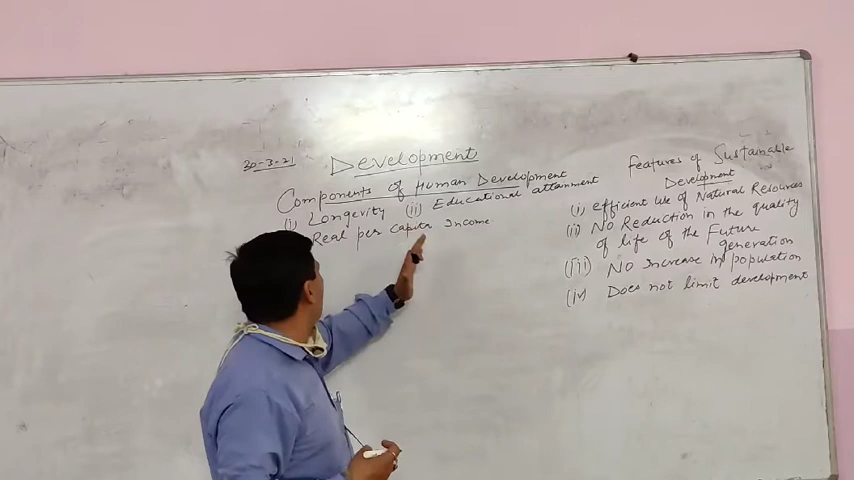 30-3-21
Development
Components of Human Development
(i) Longevity (ii) Educational attainment
Real per capita Income
Features of Sustainable
Development
(i) efficient use of Natural Resources
(ii) No Reduction in the quality
of life of the Future
generation
(iii) No Increase in population
(iv) Does not limit development